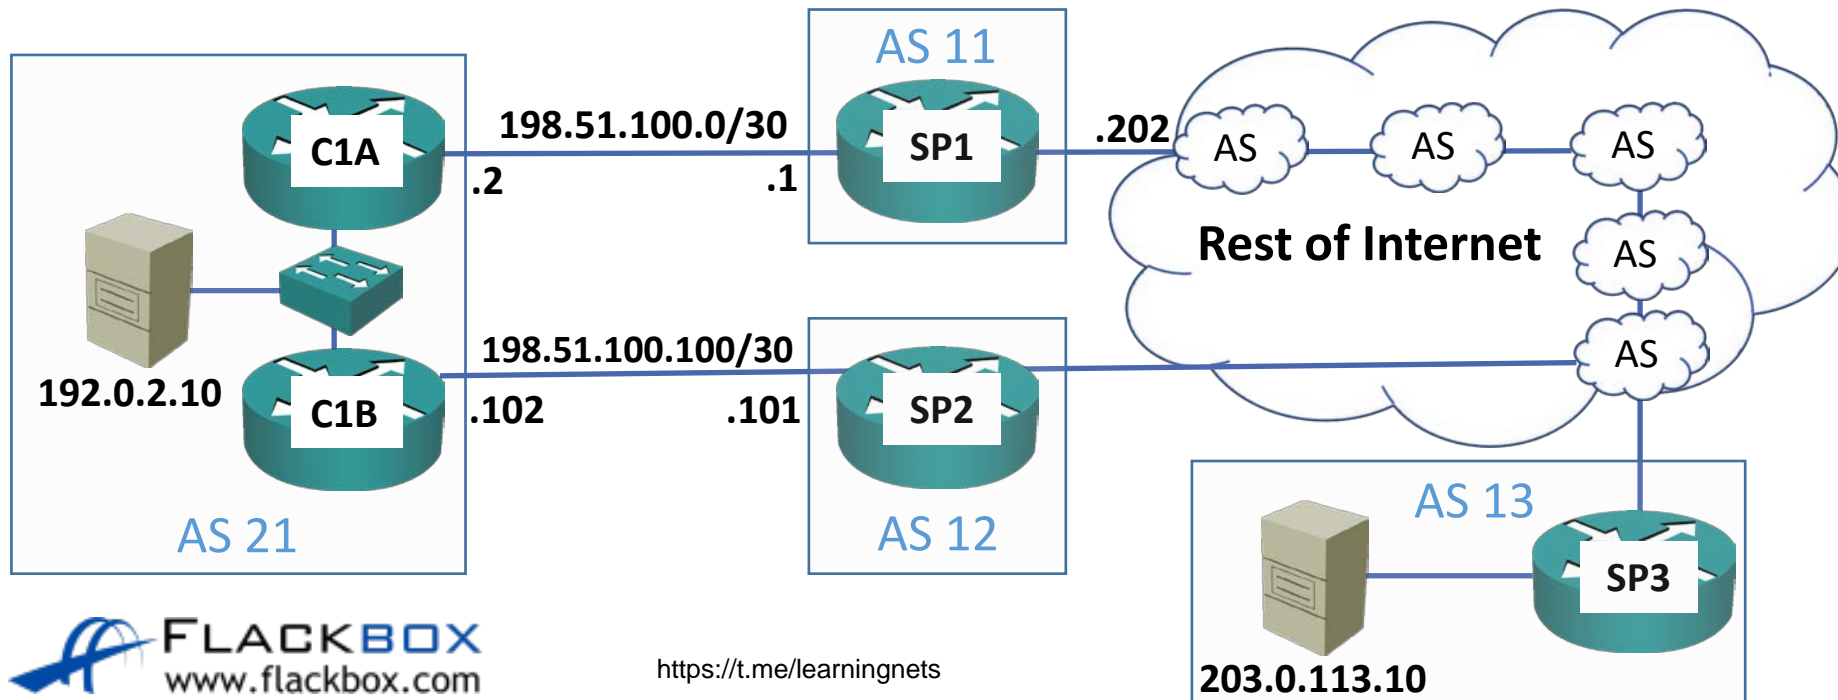 AS 11
198.51.100.0/30
C1A
SP1
.202
AS
AS
AS
.2
.1
Rest of Internet
AS
198.51.100.100/30
AS
192.0.2.10
C1B
.102
.101
SP2
AS 21
AS 12
AS 13
SP3
FLACKBOX
www.flackbox.com
https://t.me/learningnets
203.0.113.10